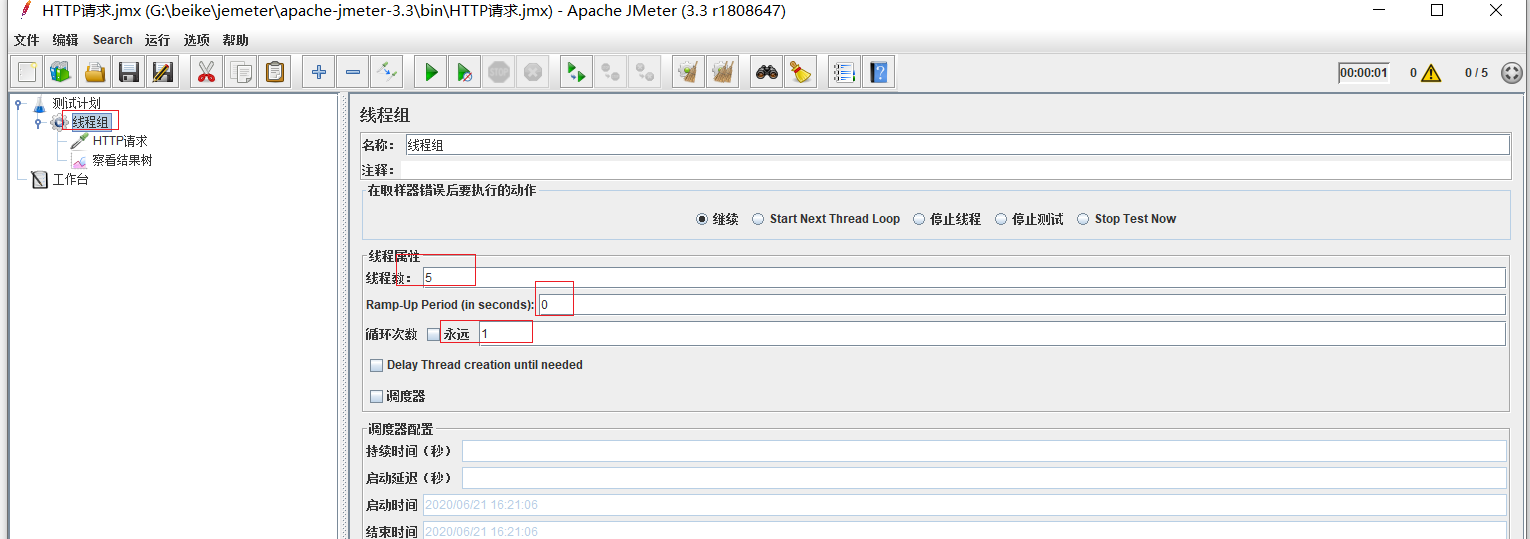 HTTP请求.jmx (G:\beike\jemeter\apache-jmeter-3.3\bin\HTTP请求.jmx) - Apache JMeter (3.3 r1808647)
文件 编辑 Search 运行 选项 帮助
STOP 00:00:01 0 0 / 5
测试计划
线程组
HTTP请求
察看结果树
工作台
线程组
名称： 线程组
注释：
在取样器错误后要执行的动作
继续 Start Next Thread Loop 停止线程 停止测试 Stop Test Now
线程属性
线程数： 5
Ramp-Up Period (in seconds): 0
循环次数 永远 1
Delay Thread creation until needed
调度器
调度器配置
持续时间（秒）
启动延迟（秒）
启动时间 2020/06/21 16:21:06
结束时间 2020/06/21 16:21:06